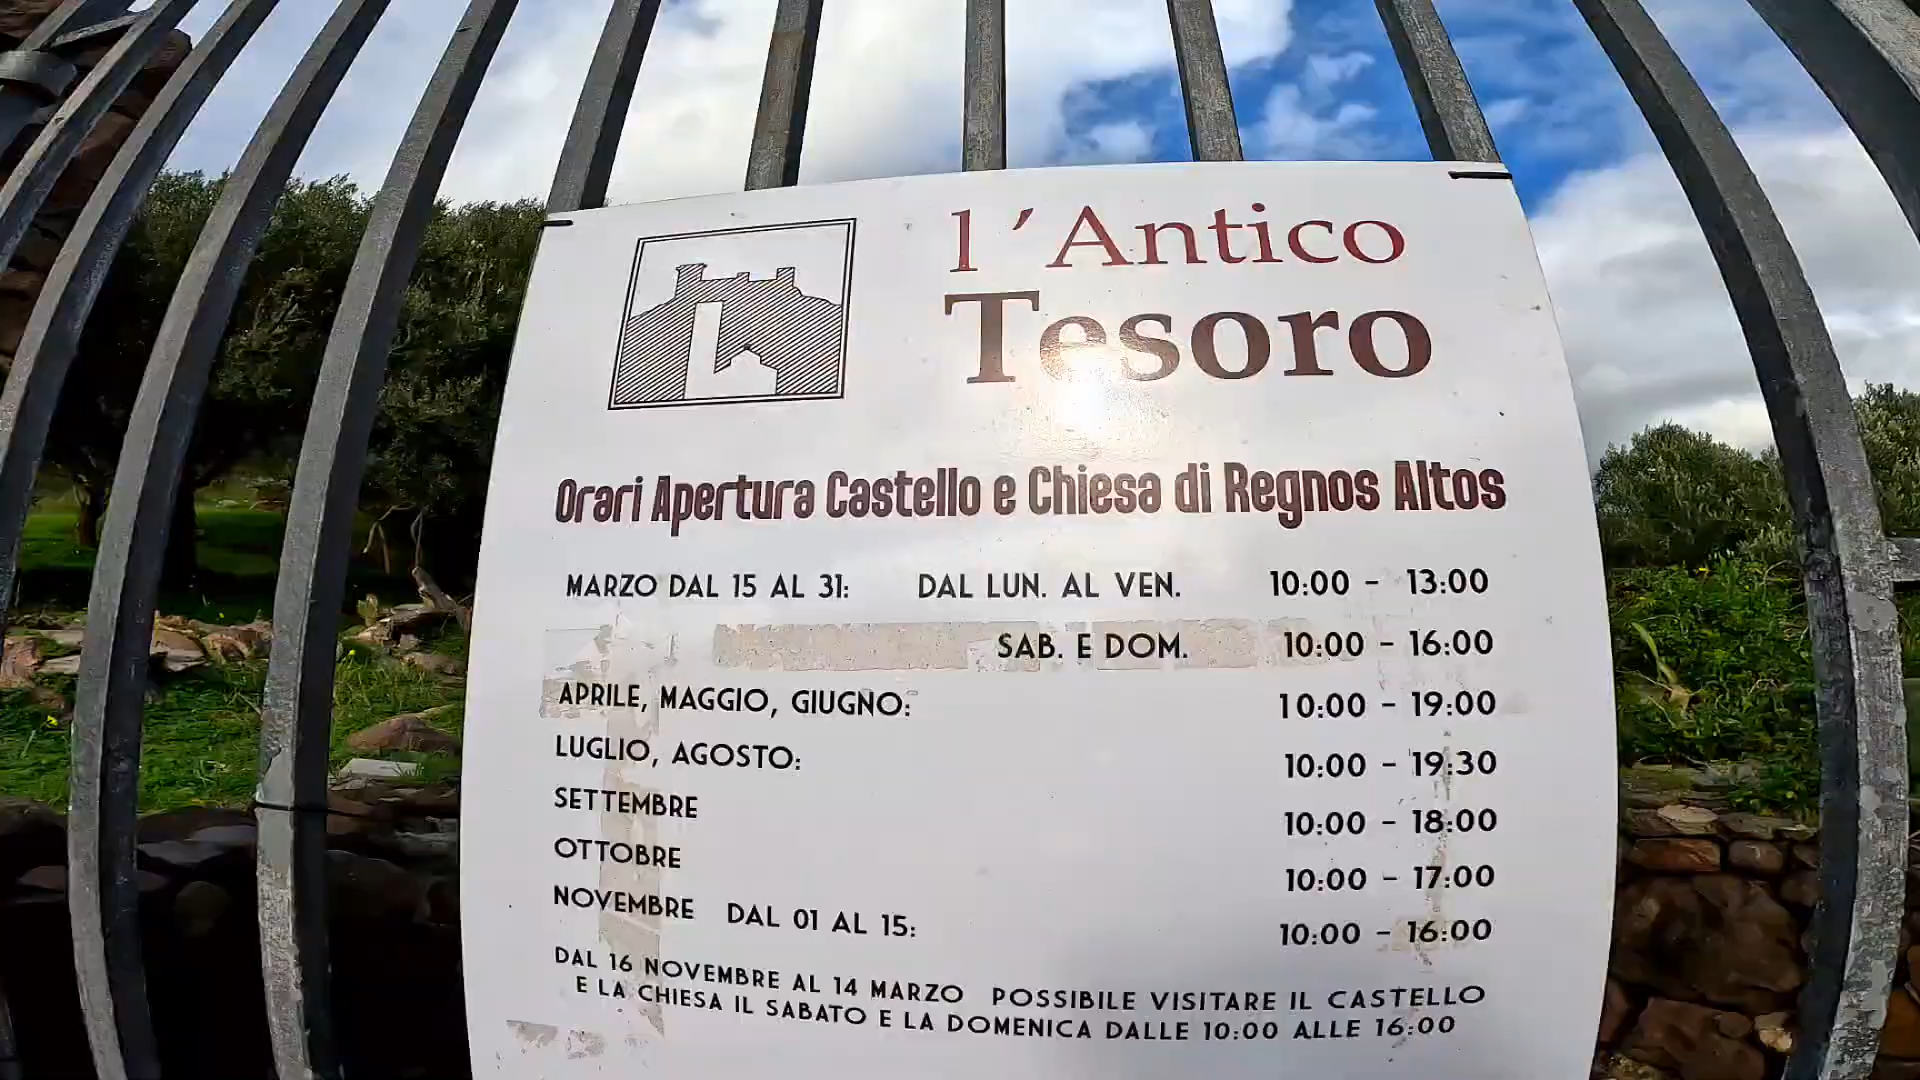 l'Antico
Tesoro
Orari Apertura Castello e Chiesa di Regnos Altos
MARZO DAL 15 AL 31: DAL LUN. AL VEN. 10:00 - 13:00
SAB. E DOM. 10:00 - 16:00
APRILE, MAGGIO, GIUGNO: 10:00 - 19:00
LUGLIO, AGOSTO: 10:00 - 19:30
SETTEMBRE 10:00 - 18:00
OTTOBRE 10:00 - 17:00
NOVEMBRE DAL 01 AL 15: 10:00 - 16:00
DAL 16 NOVEMBRE AL 14 MARZO POSSIBILE VISITARE IL CASTELLO
E LA CHIESA IL SABATO E LA DOMENICA DALLE 10:00 ALLE 16:00